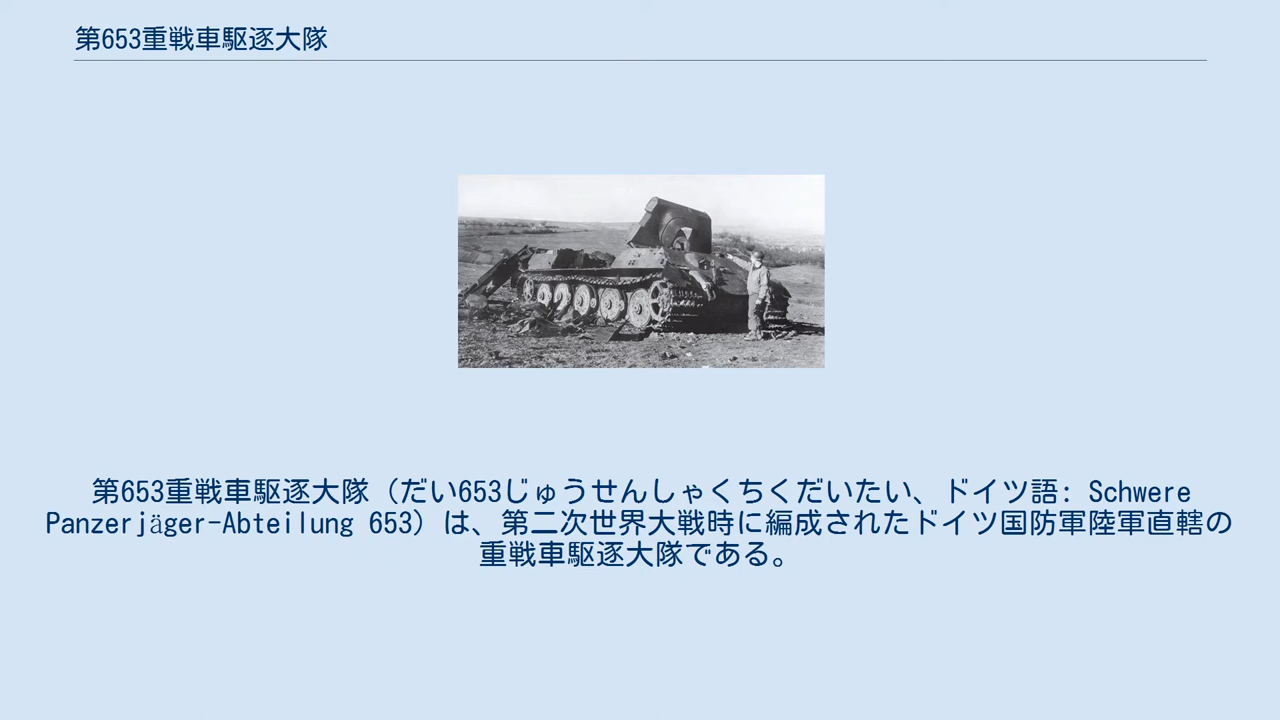 第653重戦車駆逐大隊
第653重戦車駆逐大隊（だい653じゅうせんしゃくちくだいたい、ドイツ語: Schwere
Panzerjäger-Abteilung 653）は、第二次世界大戦時に編成されたドイツ国防軍陸軍直轄の
重戦車駆逐大隊である。